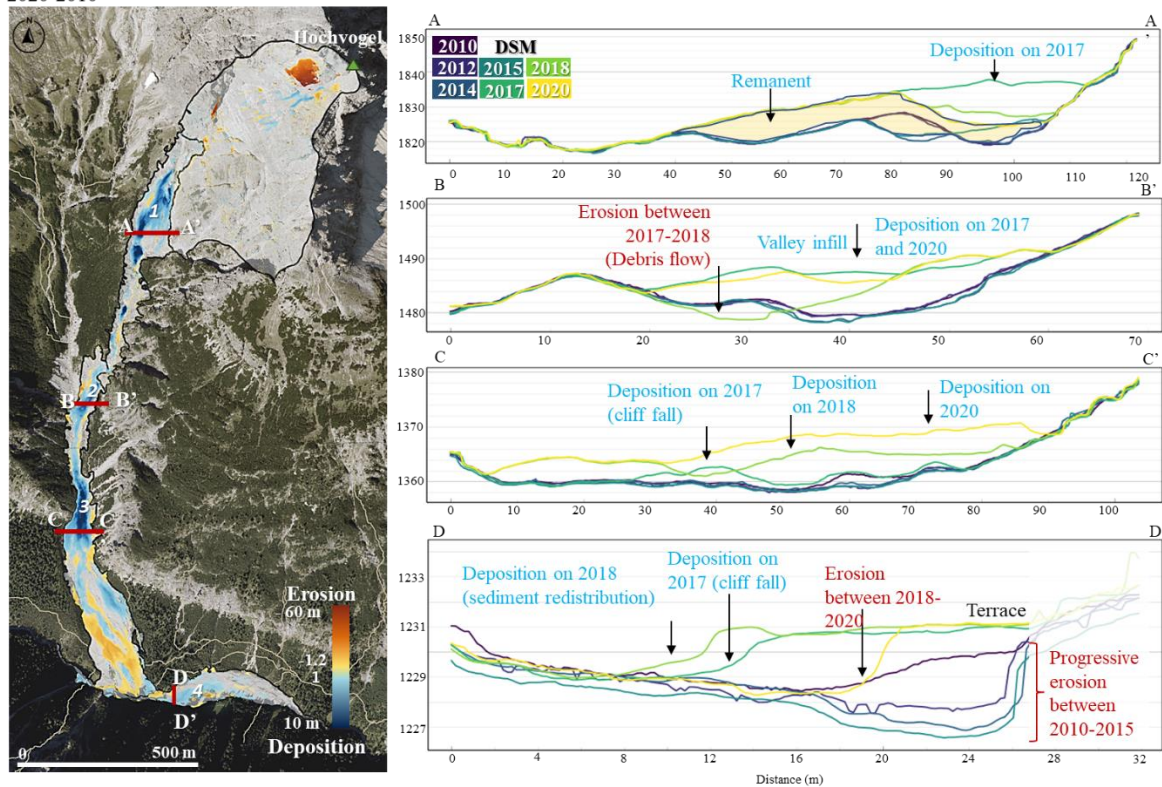 Hochvogel
1
A A'
2
B B'
3
C C'
D
4
D'
Erosion
60 m
1.2
1
10 m
Deposition
0 500 m
A A'
1850
1840
1830
1820
2010 DSM
2012 2015 2018
2014 2017 2020
Remanent
Deposition on 2017
0 10 20 30 40 50 60 70 80 90 100 110 120
B B'
1500
1490
1480
Erosion between
2017-2018
(Debris flow)
Valley infill
Deposition on 2017
and 2020
0 10 20 30 40 50 60 70
C C'
1380
1370
1360
Deposition on 2017
(cliff fall)
Deposition
on 2018
Deposition on
2020
0 10 20 30 40 50 60 70 80 90 100
D D
1233
1231
1229
1227
Deposition on 2018
(sediment redistribution)
Deposition on
2017 (cliff fall)
Erosion
between 2018-
2020
Terrace
Progressive
erosion
between
2010-2015
0 4 8 12 16 20 24 28 32
Distance (m)